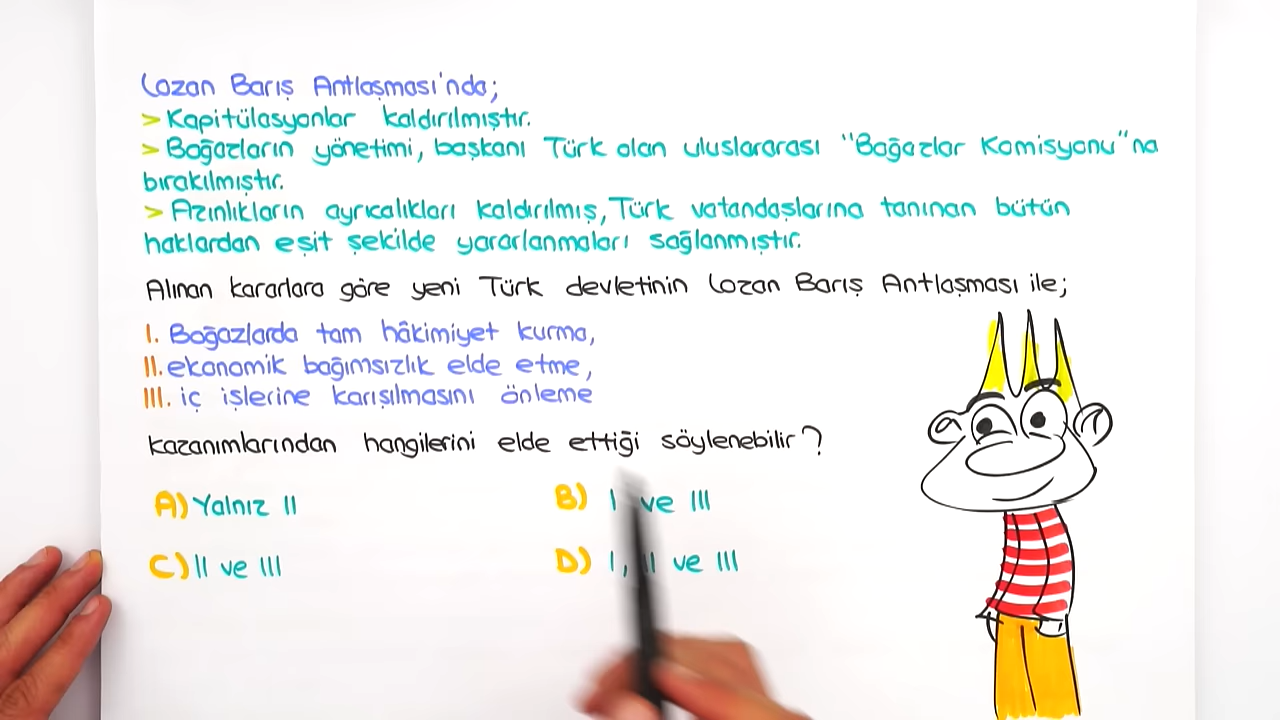 Lozan Barış Antlaşması'nda;
> Kapitülasyonlar kaldırılmıştır.
> Boğazların yönetimi, başkanı Türk olan uluslararası "Boğazlar Komisyonu"na
bırakılmıştır.
> Azınlıkların ayrıcalıkları kaldırılmış, Türk vatandaşlarına tanınan bütün
haklardan eşit şekilde yararlanmaları sağlanmıştır.
Alınan kararlara göre yeni Türk devletinin Lozan Barış Antlaşması ile;
I. Boğazlarda tam hâkimiyet kurma,
II. ekonomik bağımsızlık elde etme,
III. iç işlerine karışılmasını önleme
kazanımlarından hangilerini elde ettiği söylenebilir?
A) Yalnız II
B) I ve III
C) II ve III
D) I, II ve III